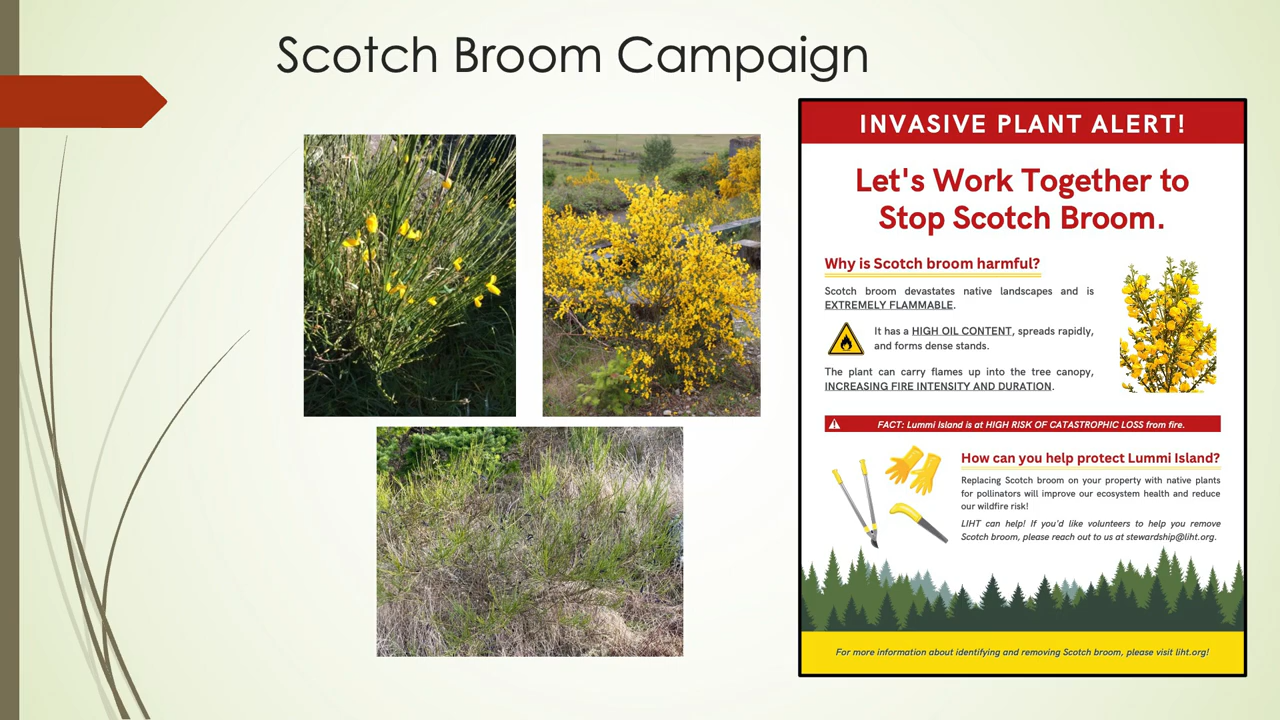 Scotch Broom Campaign
INVASIVE PLANT ALERT!
Let's Work Together to
Stop Scotch Broom.
Why is Scotch broom harmful?
Scotch broom devastates native landscapes and is
EXTREMELY FLAMMABLE.
It has a HIGH OIL CONTENT, spreads rapidly,
and forms dense stands.
The plant can carry flames up into the tree canopy,
INCREASING FIRE INTENSITY AND DURATION.
FACT: Lummi Island is at HIGH RISK OF CATASTROPHIC LOSS from fire.
How can you help protect Lummi Island?
Replacing Scotch broom on your property with native plants
for pollinators will improve our ecosystem health and reduce
our wildfire risk!
LIHT can help! If you'd like volunteers to help you remove
Scotch broom, please reach out to us at stewardship@liht.org.
For more information about identifying and removing Scotch broom, please visit liht.org!